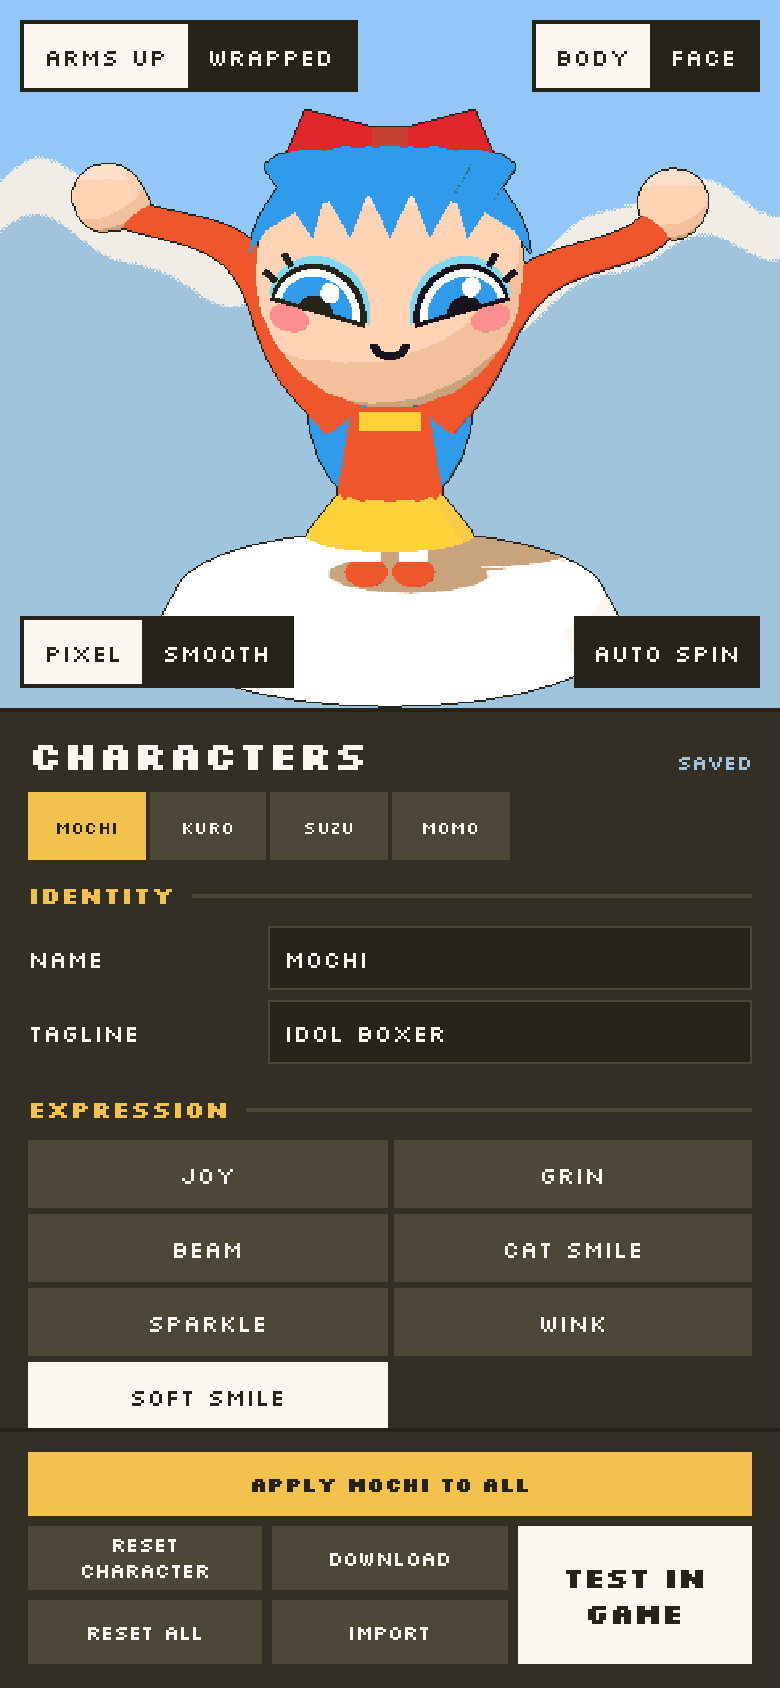 ARMS UP WRAPPED BODY FACE
PIXEL SMOOTH AUTO SPIN
CHARACTERS SAVED
MOCHI KURO SUZU MOMO
IDENTITY
NAME MOCHI
TAGLINE IDOL BOXER
EXPRESSION
JOY GRIN
BEAM CAT SMILE
SPARKLE WINK
SOFT SMILE
APPLY MOCHI TO ALL
RESET
CHARACTER
DOWNLOAD
TEST IN
GAME
RESET ALL IMPORT